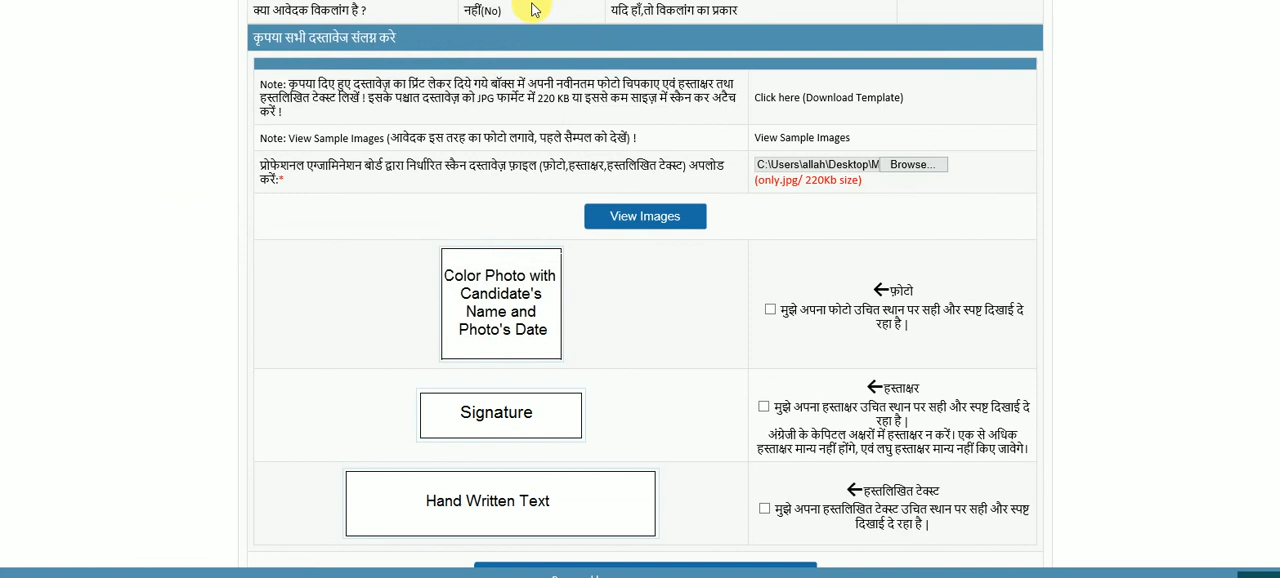 क्या आवेदक विकलांग है ? नहीं(No) यदि हाँ,तो विकलांग का प्रकार
कृपया सभी दस्तावेज संलग्न करे
Note: कृपया दिए हुए दस्तावेज़ का प्रिंट लेकर दिये गये बॉक्स में अपनी नवीनतम फोटो चिपकाए एवं हस्ताक्षर तथा
हस्तलिखित टेक्स्ट लिखें ! इसके पश्चात दस्तावेज़ को JPG फार्मेट में 220 KB या इससे कम साइज़ में स्कैन कर अटैच
करें !
Click here (Download Template)
Note: View Sample Images (आवेदक इस तरह का फोटो लगावे, पहले सैम्पल को देखें) !
View Sample Images
प्रोफेशनल एग्जामिनेशन बोर्ड द्वारा निर्धारित स्कैन दस्तावेज़ फ़ाइल (फ़ोटो,हस्ताक्षर,हस्तलिखित टेक्स्ट) अपलोड
करें:*
C:\Users\allah\Desktop\M Browse...
(only.jpg/ 220Kb size)
View Images
Color Photo with
Candidate's
Name and
Photo's Date
←फ़ोटो
मुझे अपना फोटो उचित स्थान पर सही और स्पष्ट दिखाई दे
रहा है |
Signature
←हस्ताक्षर
मुझे अपना हस्ताक्षर उचित स्थान पर सही और स्पष्ट दिखाई दे
रहा है |
अंग्रेजी के केपिटल अक्षरों में हस्ताक्षर न करें। एक से अधिक
हस्ताक्षर मान्य नहीं होंगे, एवं लघु हस्ताक्षर मान्य नहीं किए जावेगे।
Hand Written Text
←हस्तलिखित टेक्स्ट
मुझे अपना हस्तलिखित टेक्स्ट उचित स्थान पर सही और स्पष्ट
दिखाई दे रहा है |